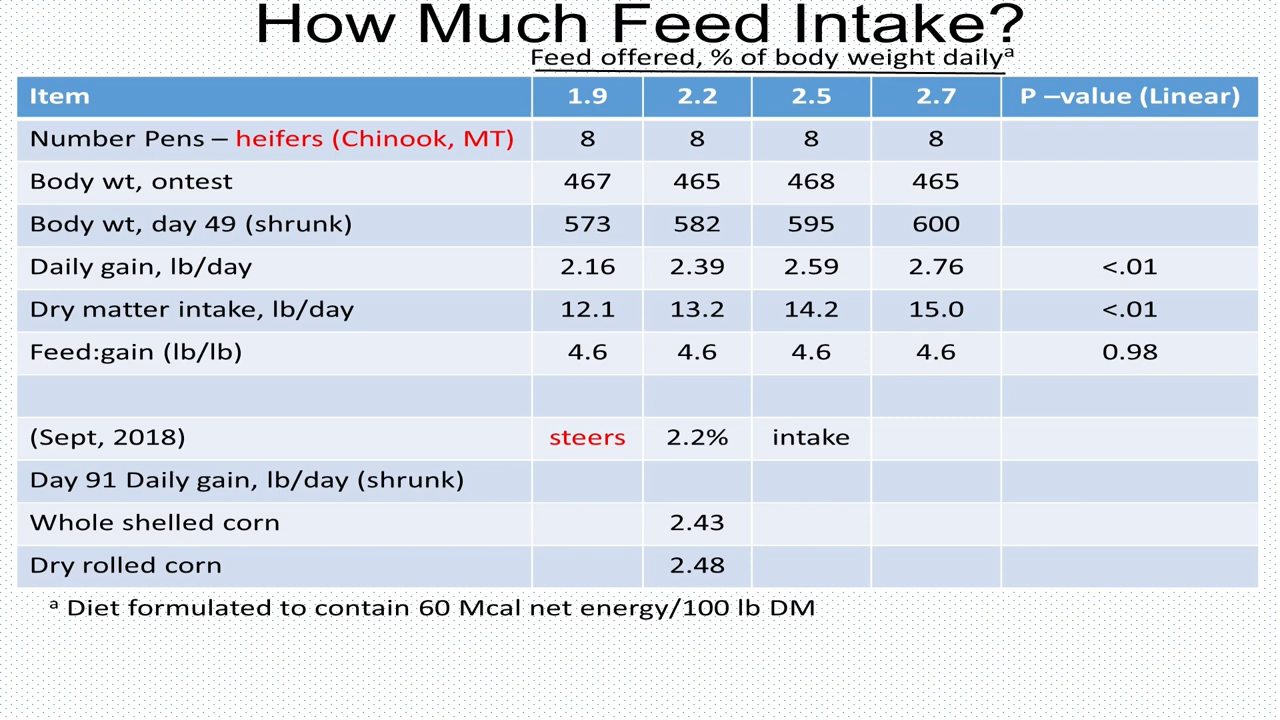 How Much Feed Intake?
Feed offered, % of body weight dailyᵃ
Item 1.9 2.2 2.5 2.7 P –value (Linear)
Number Pens – heifers (Chinook, MT) 8 8 8 8
Body wt, ontest 467 465 468 465
Body wt, day 49 (shrunk) 573 582 595 600
Daily gain, lb/day 2.16 2.39 2.59 2.76 <.01
Dry matter intake, lb/day 12.1 13.2 14.2 15.0 <.01
Feed:gain (lb/lb) 4.6 4.6 4.6 4.6 0.98
(Sept, 2018) steers 2.2% intake
Day 91 Daily gain, lb/day (shrunk)
Whole shelled corn 2.43
Dry rolled corn 2.48
ᵃ Diet formulated to contain 60 Mcal net energy/100 lb DM